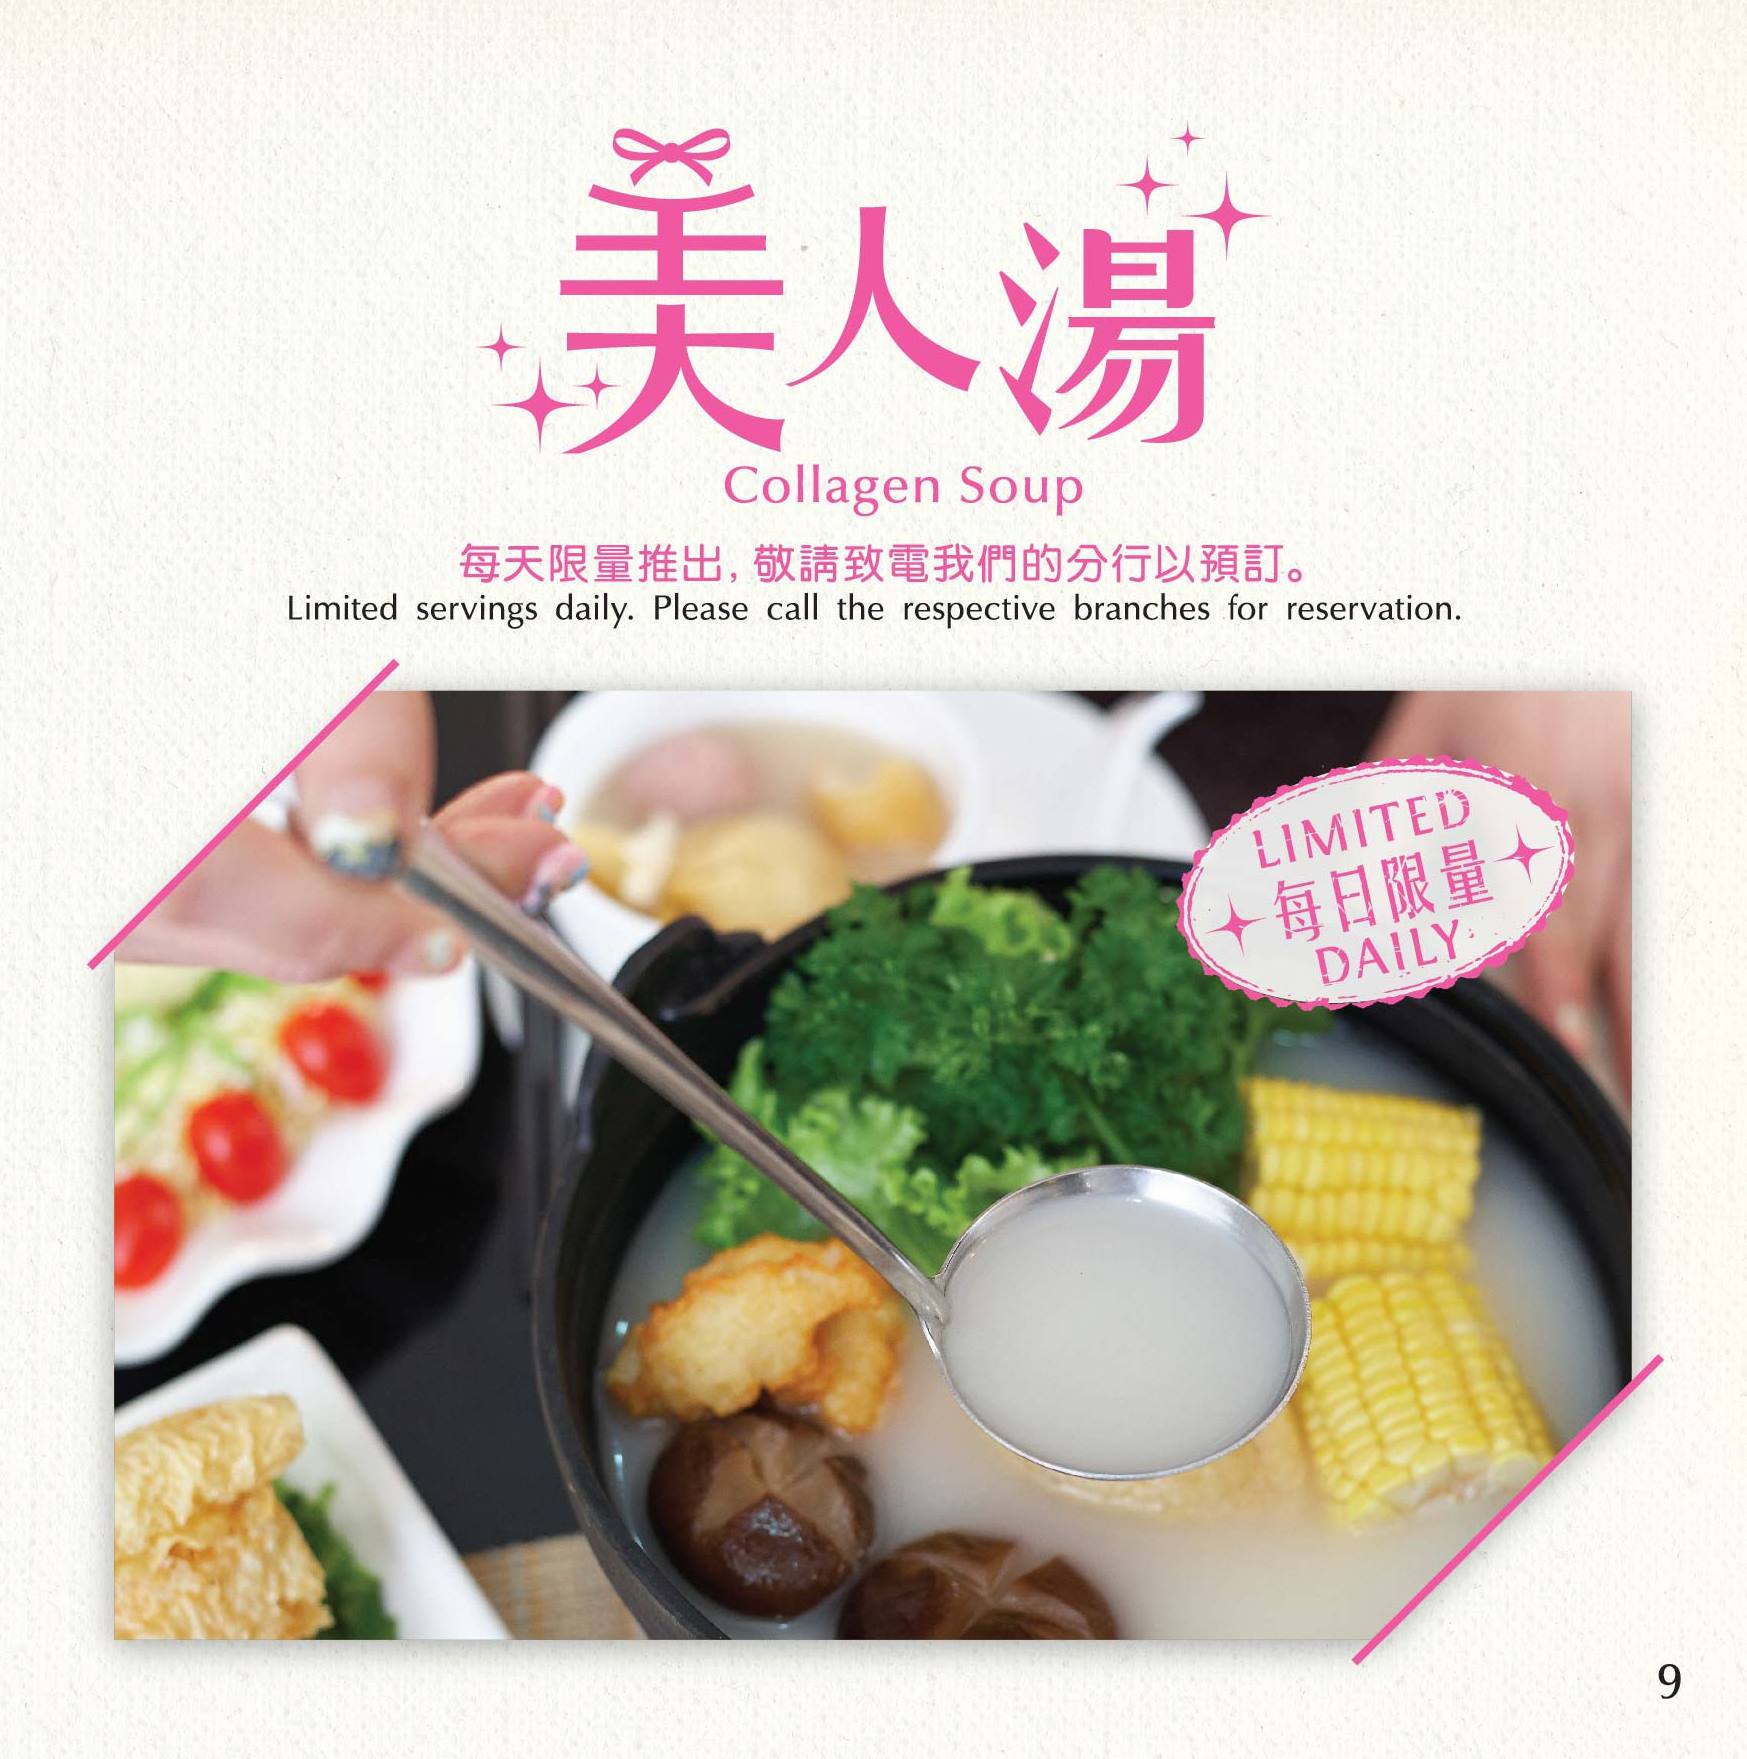 美人湯
Collagen Soup
每天限量推出，敬請致電我們的分行以預訂。
Limited servings daily. Please call the respective branches for reservation.
LIMITED
每日限量
DAILY
9